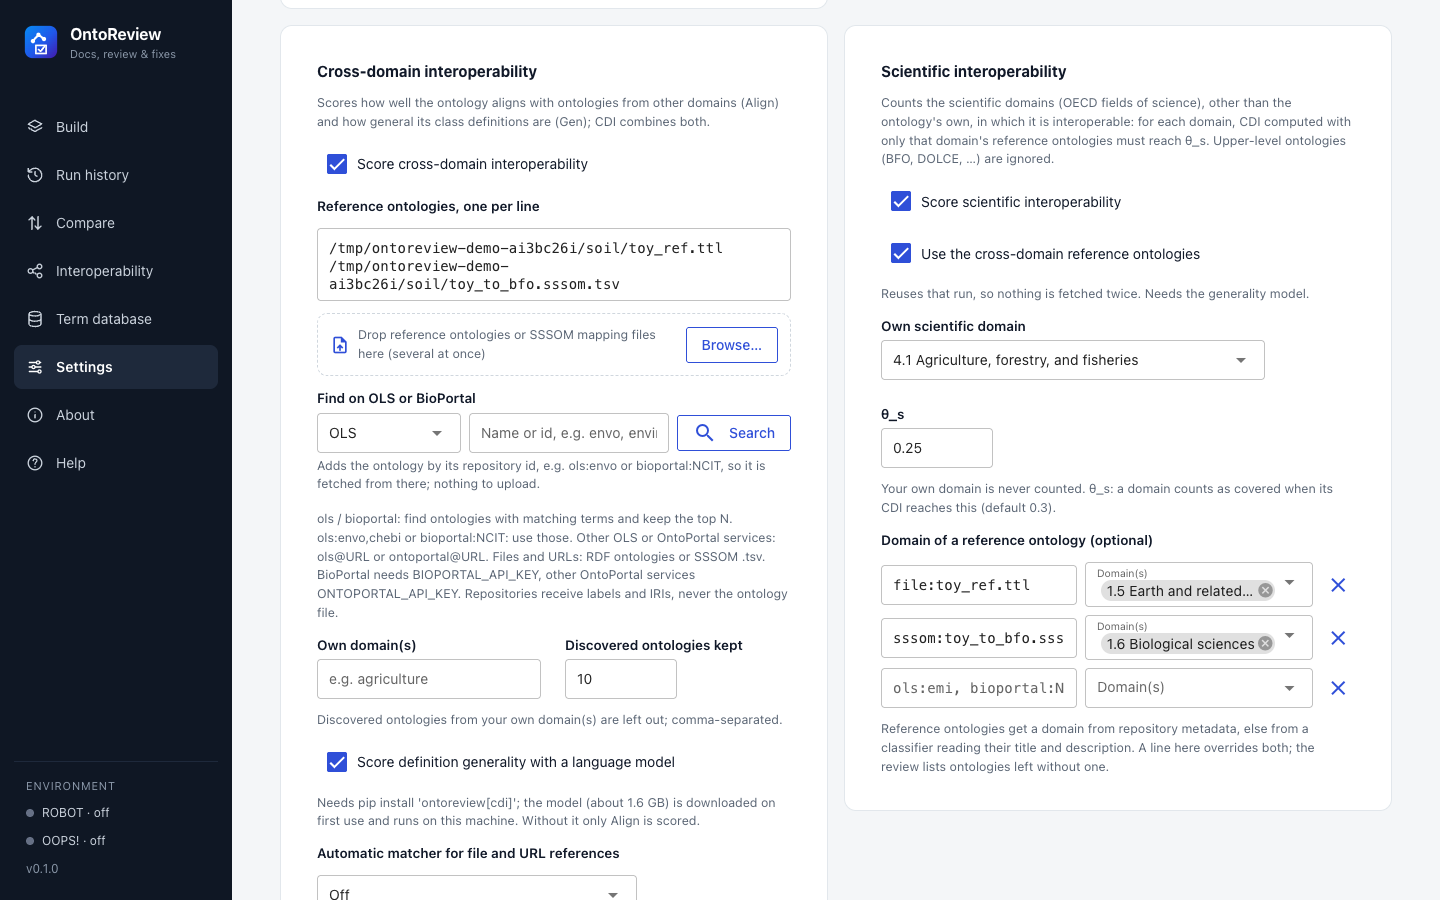 OntoReview
Docs, review & fixes
Build
Run history
Compare
Interoperability
Term database
Settings
About
Help
ENVIRONMENT
ROBOT · off
OOPS! · off
v0.1.0
Cross-domain interoperability
Scores how well the ontology aligns with ontologies from other domains (Align)
and how general its class definitions are (Gen); CDI combines both.
Score cross-domain interoperability
Reference ontologies, one per line
/tmp/ontoreview-demo-ai3bc26i/soil/toy_ref.ttl
/tmp/ontoreview-demo-
ai3bc26i/soil/toy_to_bfo.sssom.tsv
Drop reference ontologies or SSSOM mapping files
here (several at once)
Browse...
Find on OLS or BioPortal
OLS
Name or id, e.g. envo, envi
Search
Adds the ontology by its repository id, e.g. ols:envo or bioportal:NCIT, so it is
fetched from there; nothing to upload.
ols / bioportal: find ontologies with matching terms and keep the top N.
ols:envo,chebi or bioportal:NCIT: use those. Other OLS or OntoPortal services:
ols@URL or ontoportal@URL. Files and URLs: RDF ontologies or SSSOM .tsv.
BioPortal needs BIOPORTAL_API_KEY, other OntoPortal services
ONTOPORTAL_API_KEY. Repositories receive labels and IRIs, never the ontology
file.
Own domain(s)
Discovered ontologies kept
e.g. agriculture
10
Discovered ontologies from your own domain(s) are left out; comma-separated.
Score definition generality with a language model
Needs pip install 'ontoreview[cdi]'; the model (about 1.6 GB) is downloaded on
first use and runs on this machine. Without it only Align is scored.
Automatic matcher for file and URL references
Off
Scientific interoperability
Counts the scientific domains (OECD fields of science), other than the
ontology's own, in which it is interoperable: for each domain, CDI computed with
only that domain's reference ontologies must reach θ_s. Upper-level ontologies
(BFO, DOLCE, ...) are ignored.
Score scientific interoperability
Use the cross-domain reference ontologies
Reuses that run, so nothing is fetched twice. Needs the generality model.
Own scientific domain
4.1 Agriculture, forestry, and fisheries
θ_s
0.25
Your own domain is never counted. θ_s: a domain counts as covered when its
CDI reaches this (default 0.3).
Domain of a reference ontology (optional)
file:toy_ref.ttl
Domain(s)
1.5 Earth and related...
sssom:toy_to_bfo.sss
Domain(s)
1.6 Biological sciences
ols:emi, bioportal:N
Domain(s)
Reference ontologies get a domain from repository metadata, else from a
classifier reading their title and description. A line here overrides both; the
review lists ontologies left without one.